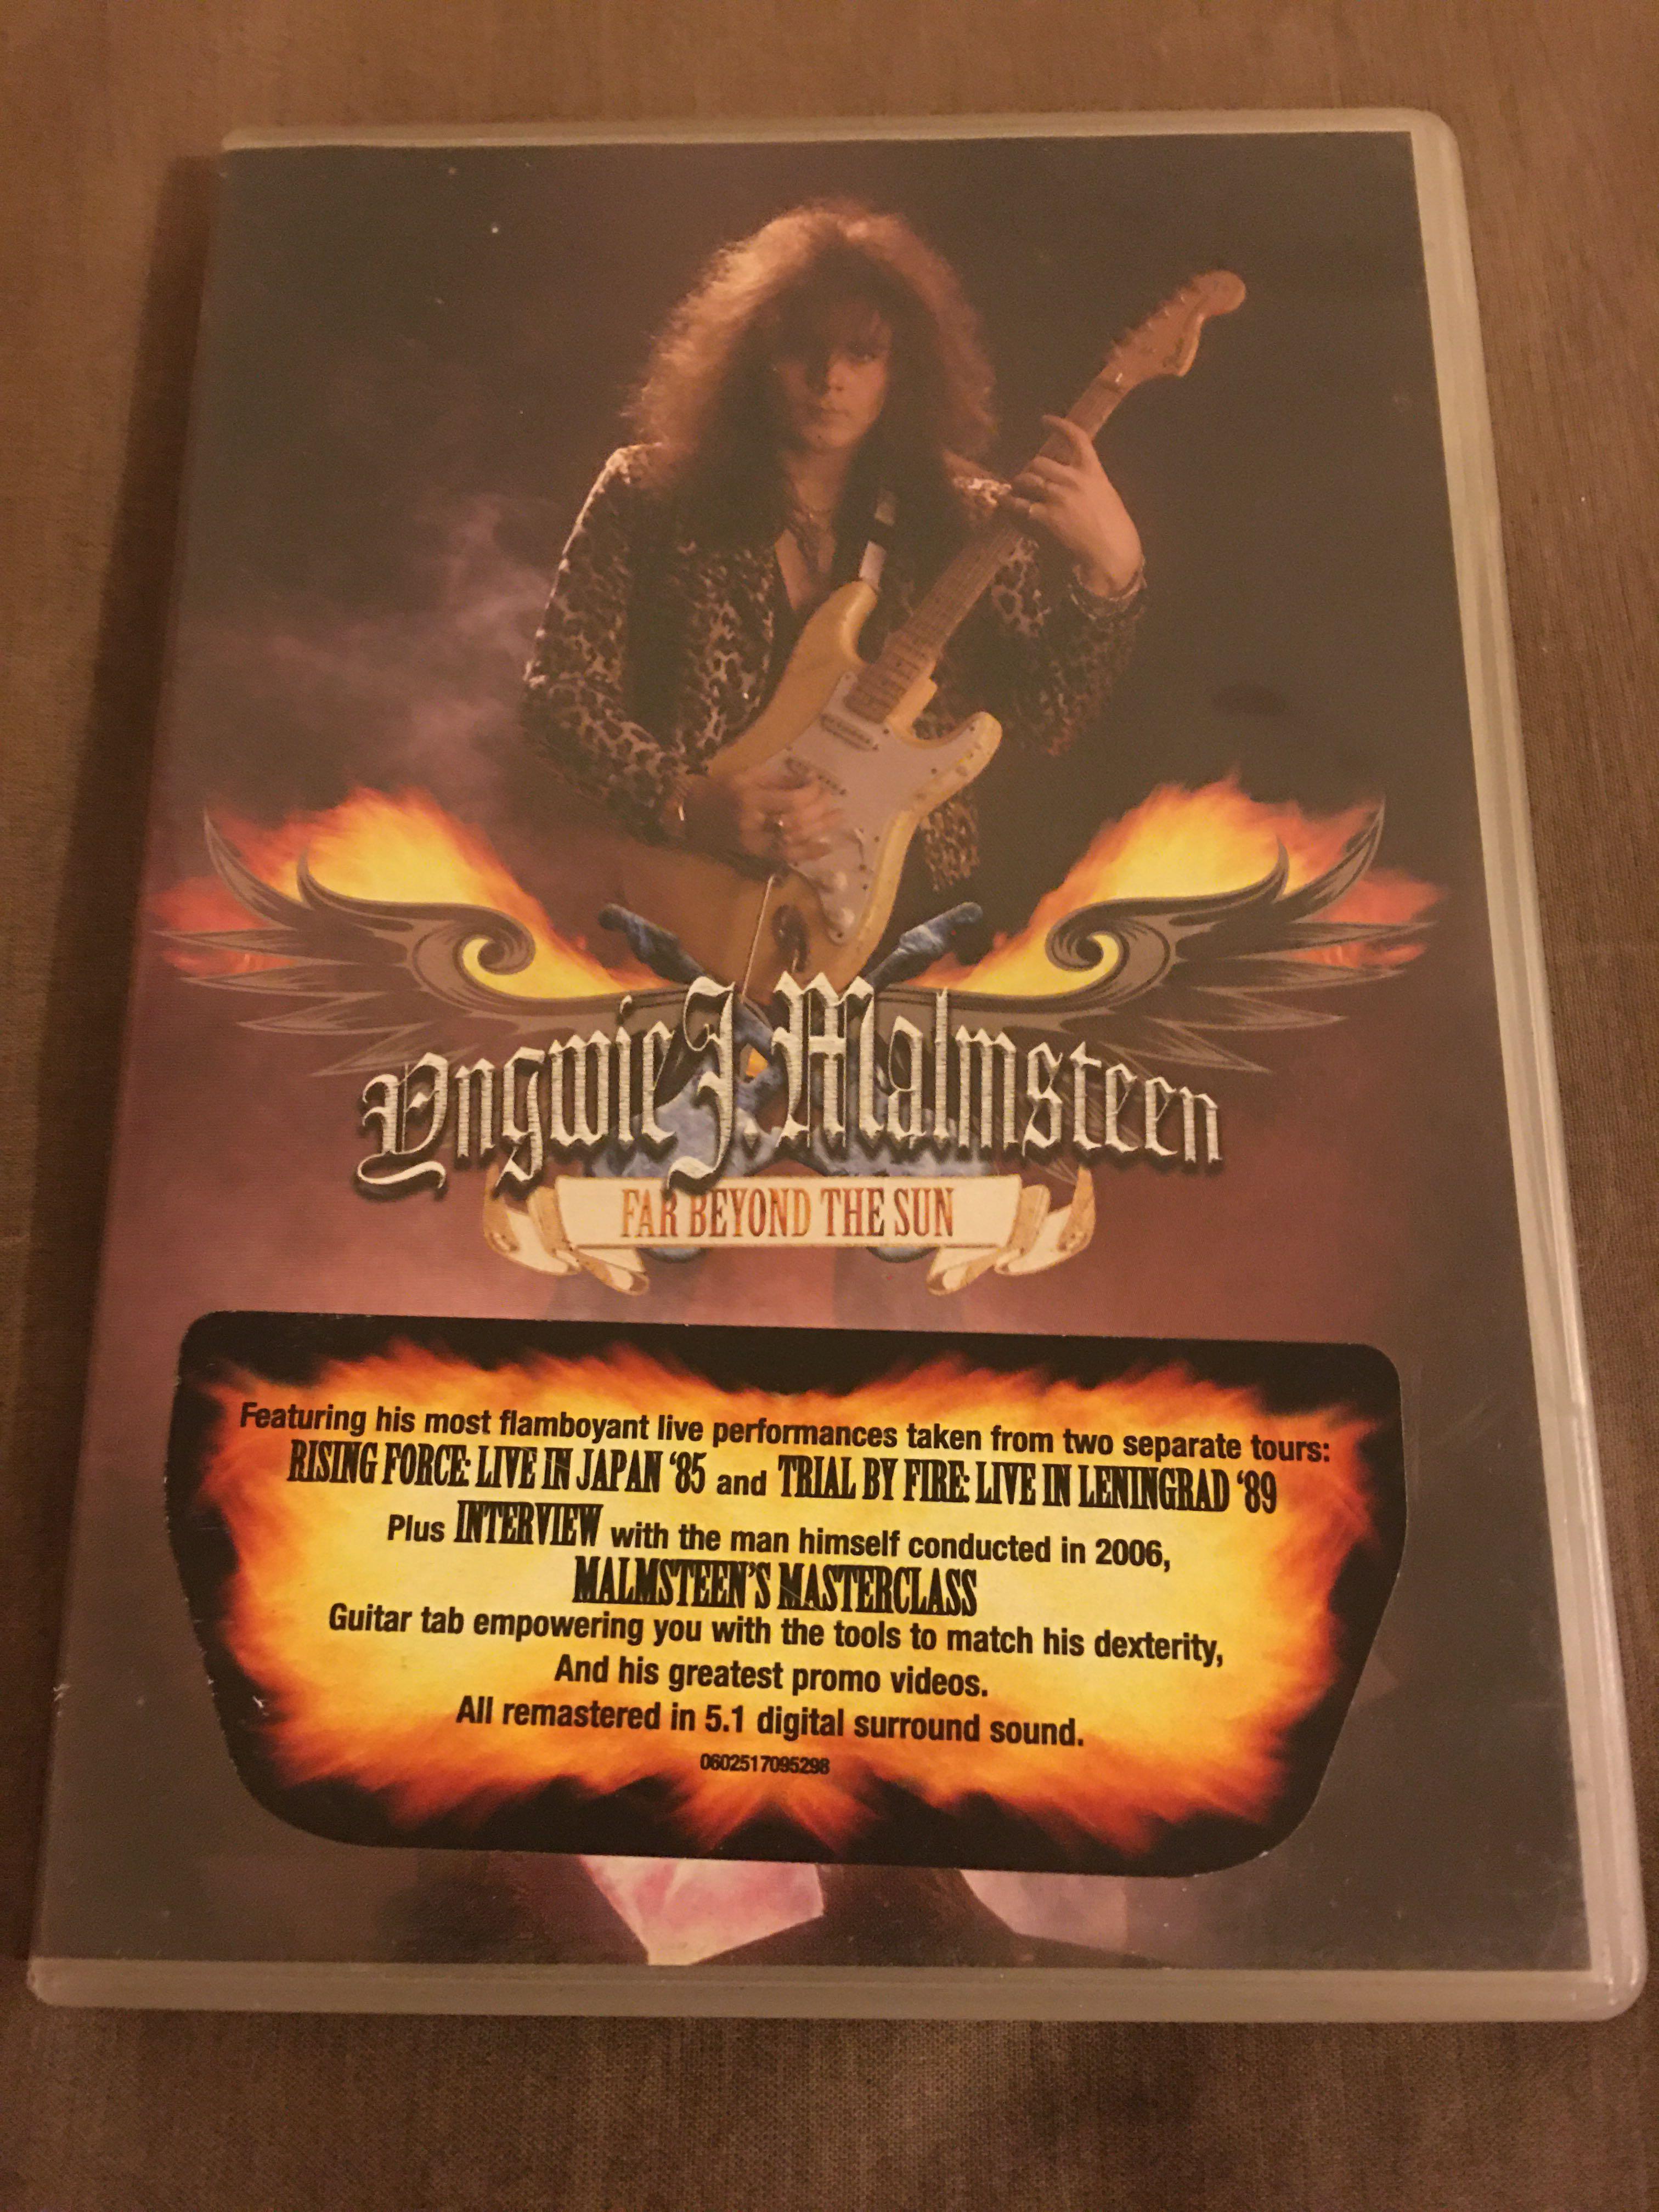 Yngwie J. Malmsteen
FAR BEYOND THE SUN
Featuring his most flamboyant live performances taken from two separate tours:
RISING FORCE: LIVE IN JAPAN ‘85 and TRIAL BY FIRE: LIVE IN LENINGRAD ‘89
Plus INTERVIEW with the man himself conducted in 2006,
MALMSTEEN’S MASTERCLASS
Guitar tab empowering you with the tools to match his dexterity,
And his greatest promo videos.
All remastered in 5.1 digital surround sound.
0602517095298